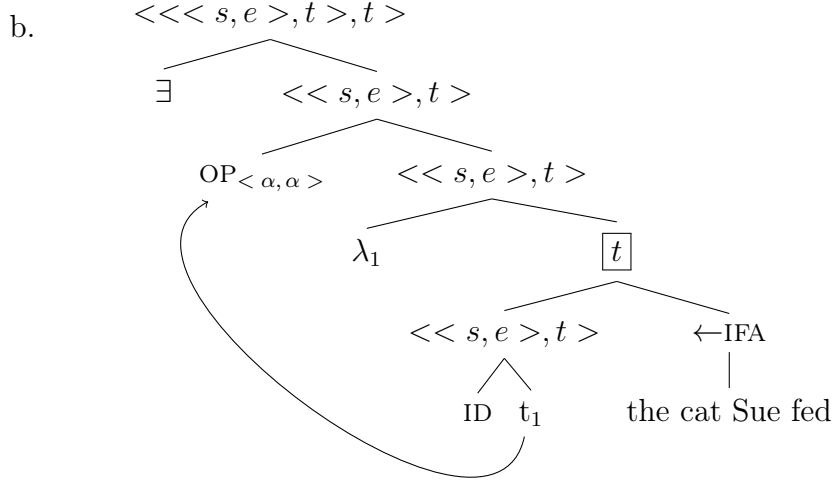 b. <<< s, e >, t >, t >
∃ << s, e >, t >
OP< α, α > << s, e >, t >
λ1 t
<< s, e >, t > ←IFA
ID t1 the cat Sue fed